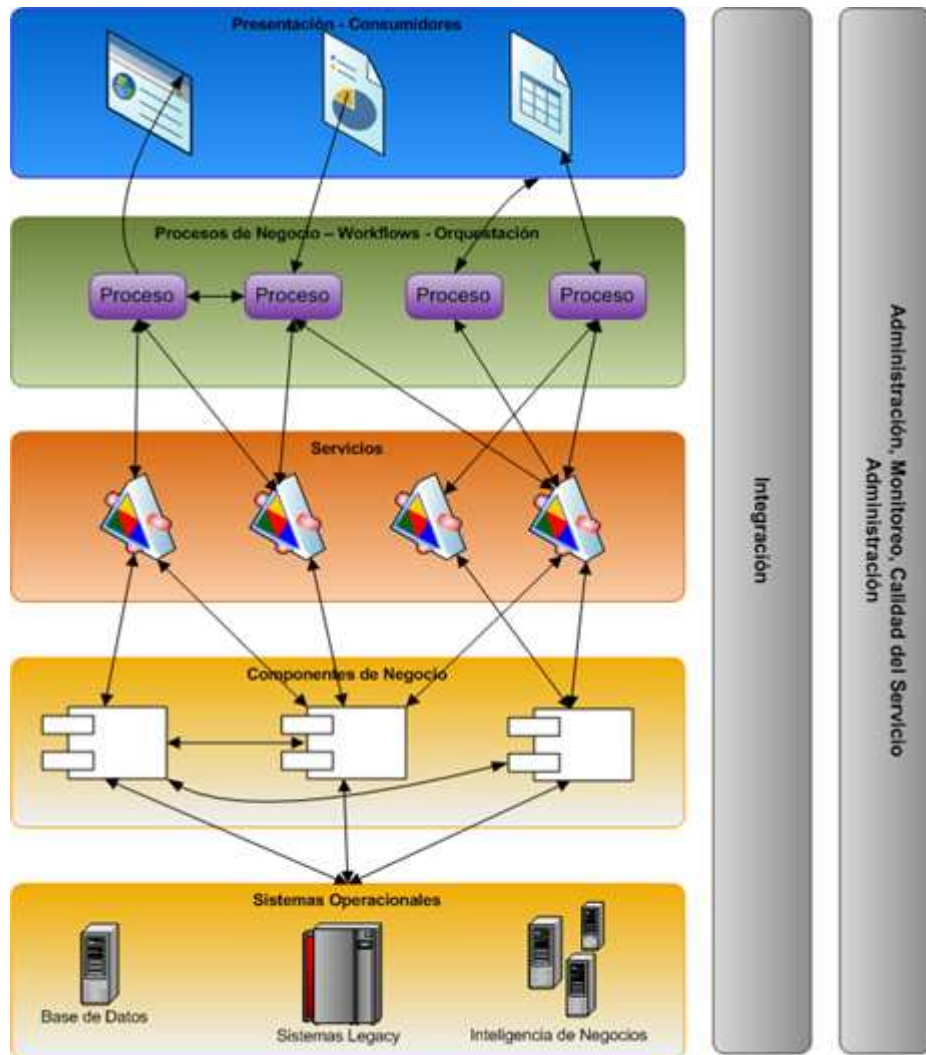 Presentación - Consumidores
Procesos de Negocio – Workflows - Orquestación
Proceso
Proceso
Proceso
Proceso
Servicios
Componentes de Negocio
Sistemas Operacionales
Base de Datos
Sistemas Legacy
Inteligencia de Negocios
Integración
Administración, Monitoreo, Calidad del Servicio
Administración